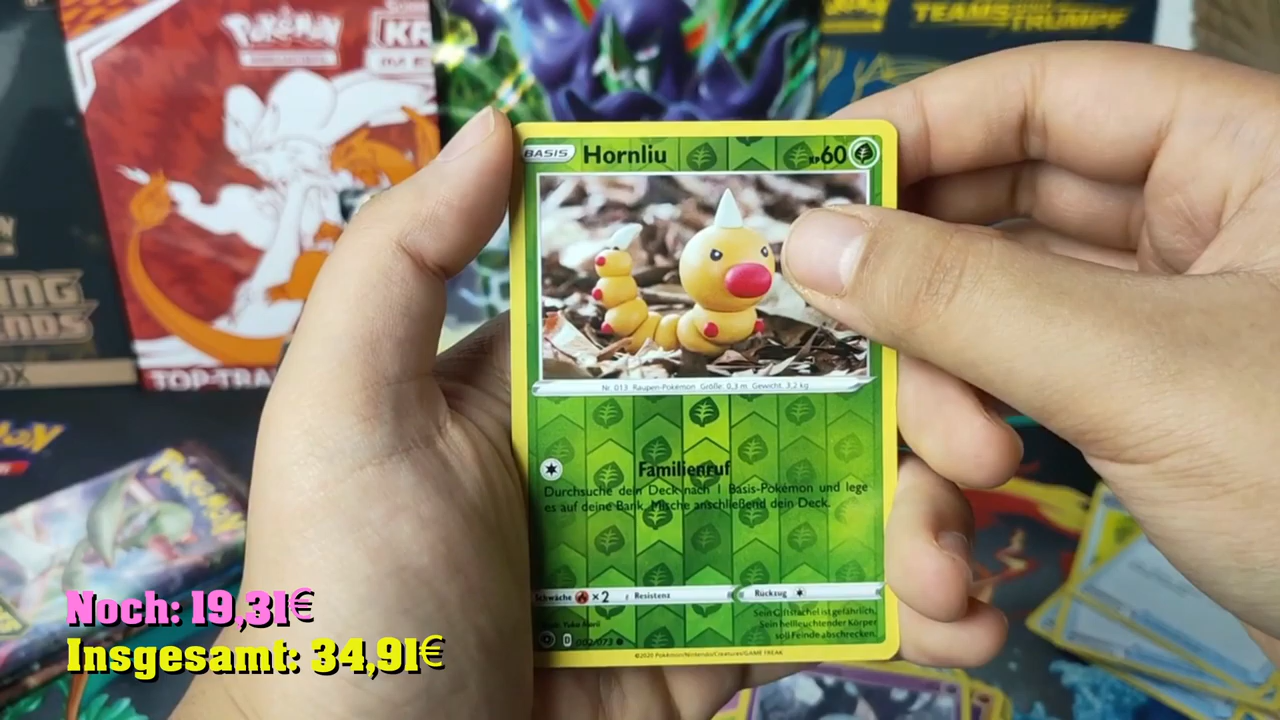 Pokémon
KR
TEAMS
TRUMPF
TOP-TRA
BASIS Hornliu KP60
Nr. 013 Raupen-Pokémon Größe: 0,3 m Gewicht: 3,2 kg
Familienruf
Durchsuche dein Deck nach 1 Basis-Pokémon und lege
es auf deine Bank. Mische anschließend dein Deck.
Schwäche ×2 Resistenz Rückzug
Sein Giftstachel ist gefährlich.
Sein hellleuchtender Körper
soll Feinde abschrecken.
D 002/073
©2020 Pokémon/Nintendo/Creatures/GAME FREAK
Noch: 19,31€
Insgesamt: 34,91€